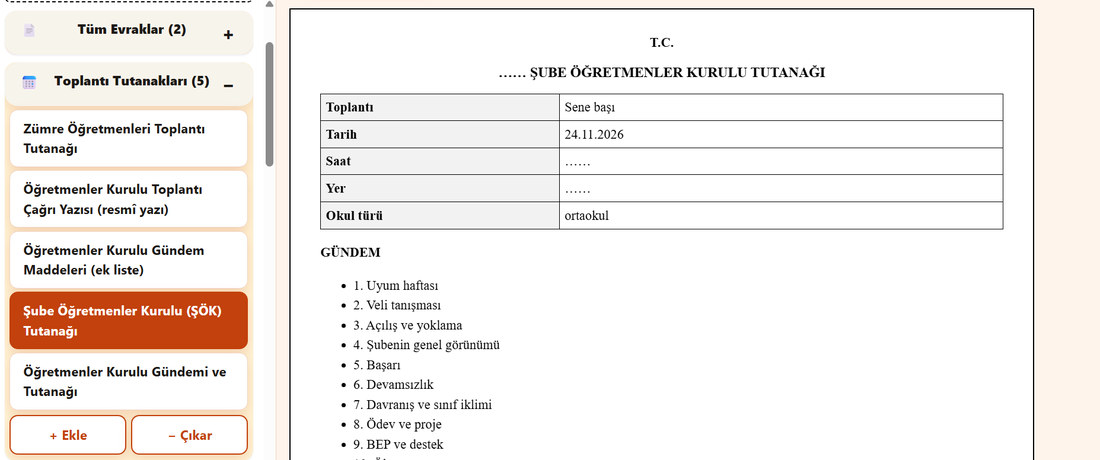 Tüm Evraklar (2)
+
Toplantı Tutanakları (5)
–
Zümre Öğretmenleri Toplantı
Tutanağı
Öğretmenler Kurulu Toplantı
Çağrı Yazısı (resmî yazı)
Öğretmenler Kurulu Gündem
Maddeleri (ek liste)
Şube Öğretmenler Kurulu (ŞÖK)
Tutanağı
Öğretmenler Kurulu Gündemi ve
Tutanağı
+ Ekle
– Çıkar
T.C.
…… ŞUBE ÖĞRETMENLER KURULU TUTANAĞI
Toplantı Sene başı
Tarih 24.11.2026
Saat ……
Yer ……
Okul türü ortaokul
GÜNDEM
• 1. Uyum haftası
• 2. Veli tanışması
• 3. Açılış ve yoklama
• 4. Şubenin genel görünümü
• 5. Başarı
• 6. Devamsızlık
• 7. Davranış ve sınıf iklimi
• 8. Ödev ve proje
• 9. BEP ve destek